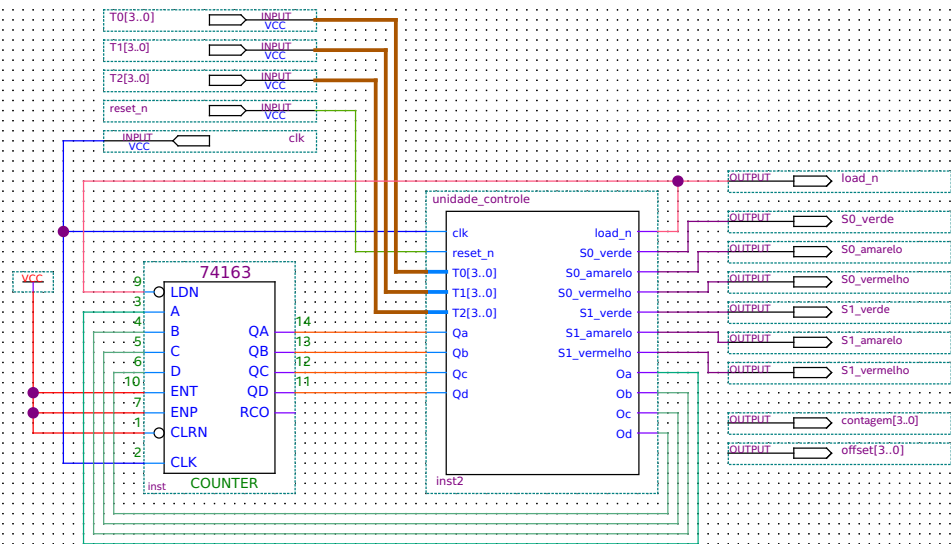 T0[3..0] INPUT
VCC
T1[3..0] INPUT
VCC
T2[3..0] INPUT
VCC
reset_n INPUT
VCC
INPUT clk
VCC
OUTPUT load_n
unidade_controle
OUTPUT S0_verde
clk load_n
reset_n S0_verde
OUTPUT S0_amarelo
T0[3..0] S0_amarelo
OUTPUT S0_vermelho
T1[3..0] S0_vermelho
OUTPUT S1_verde
T2[3..0] S1_verde
Qa S1_amarelo
OUTPUT S1_amarelo
Qb S1_vermelho
OUTPUT S1_vermelho
Qc Oa
Qd Ob
Oc
Od
OUTPUT contagem[3..0]
OUTPUT offset[3..0]
inst2
VCC
74163
9 LDN
3 A
4 B QA 14
5 C QB 13
6 D QC 12
10 ENT QD 11
7 ENP RCO
1 CLRN
2 CLK
inst COUNTER